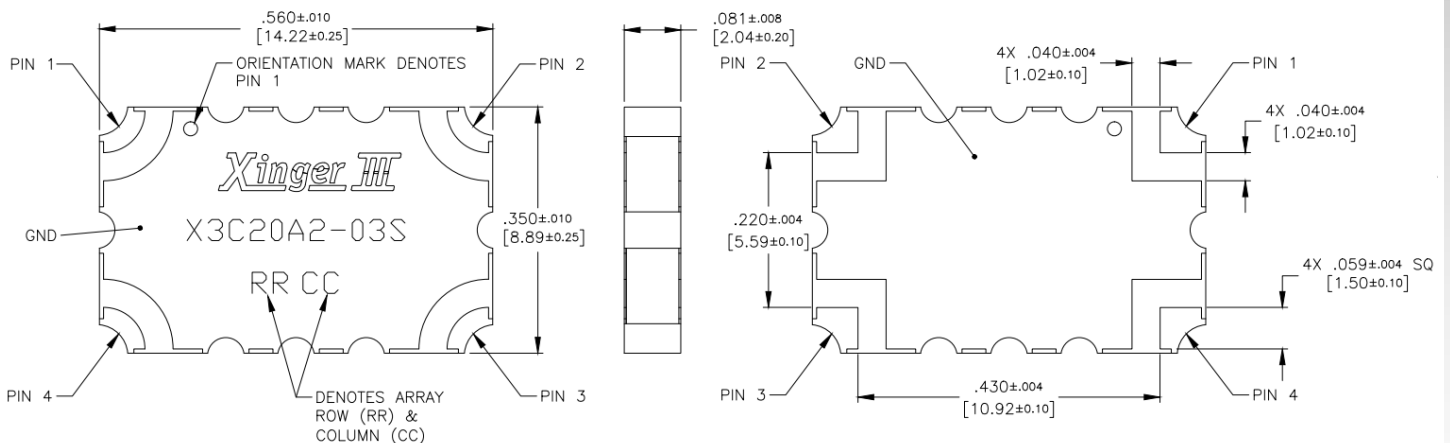 .560±.010
[14.22±0.25]
PIN 1
ORIENTATION MARK DENOTES
PIN 1
PIN 2
Xinger III
X3C20A2-03S
RR CC
GND
.350±.010
[8.89±0.25]
PIN 4
DENOTES ARRAY
ROW (RR) &
COLUMN (CC)
PIN 3
.081±.008
[2.04±0.20]
PIN 2
GND
4X .040±.004
[1.02±0.10]
PIN 1
4X .040±.004
[1.02±0.10]
.220±.004
[5.59±0.10]
4X .059±.004 SQ
[1.50±0.10]
PIN 3
.430±.004
[10.92±0.10]
PIN 4